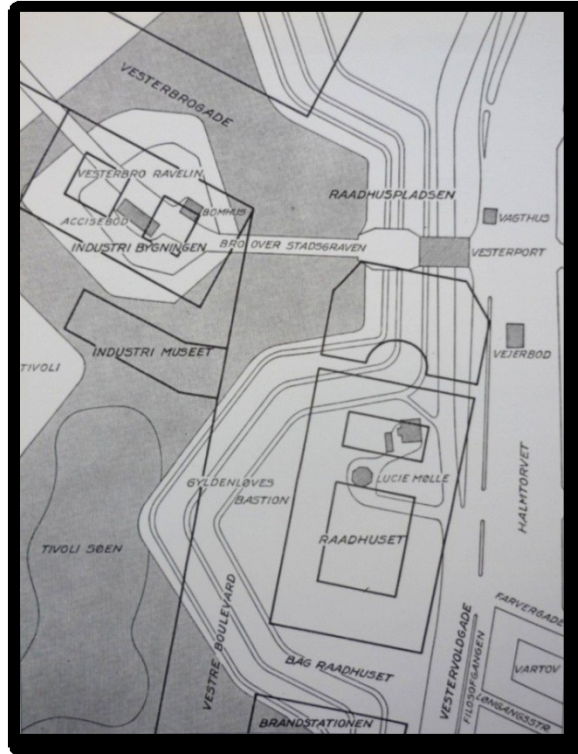 VESTERBROGADE
VESTERBRO RAVELIN
RAADHUSPLADSEN
BOMHUS
ACCISEBOD
VAGTHUS
INDUSTRI BYGNINGEN
BRO OVER STADSGRAVEN
VESTERPORT
INDUSTRI MUSEET
VEJERBOD
TIVOLI
GYLDENLØVES
BASTION
LUCIE MØLLE
HALMTORVET
RAADHUSET
TIVOLI SØEN
VESTRE BOULEVARD
FARVERGADE
VESTERVOLDGADE
FILOSOFGANGEN
BAG RAADHUSET
VARTOV
LØNGANGSSTR
BRANDSTATIONEN